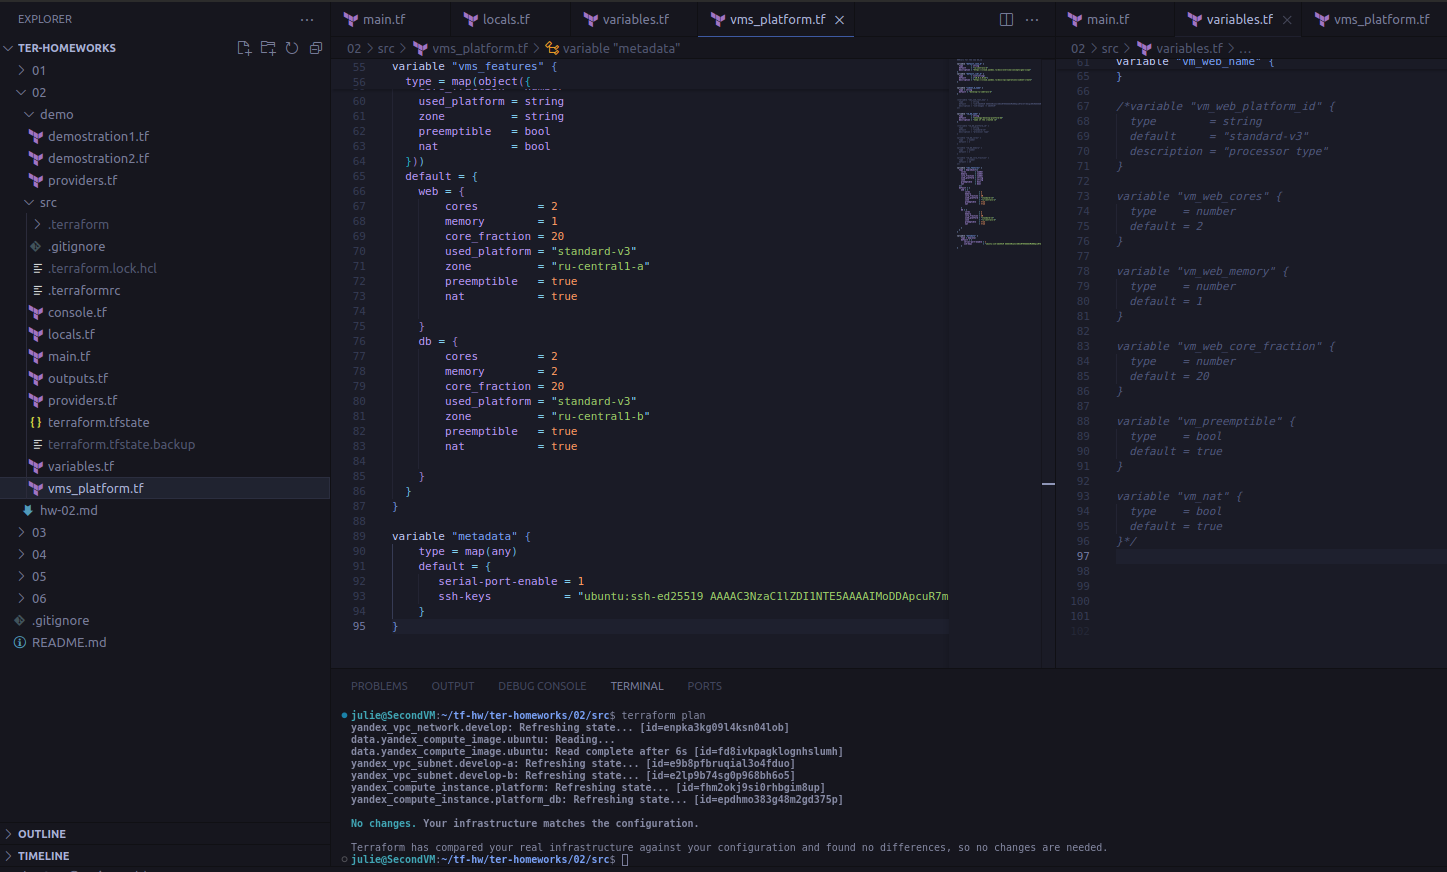 EXPLORER
TER-HOMEWORKS
01
02
demo
demostration1.tf
demostration2.tf
providers.tf
src
.terraform
.gitignore
.terraform.lock.hcl
.terraformrc
console.tf
locals.tf
main.tf
outputs.tf
providers.tf
terraform.tfstate
terraform.tfstate.backup
variables.tf
vms_platform.tf
hw-02.md
03
04
05
06
.gitignore
README.md
OUTLINE
TIMELINE
main.tf locals.tf variables.tf vms_platform.tf
02 > src > vms_platform.tf > variable "metadata"
55 variable "vms_features" {
56 type = map(object({
60 used_platform = string
61 zone = string
62 preemptible = bool
63 nat = bool
64 }))
65 default = {
66 web = {
67 cores = 2
68 memory = 1
69 core_fraction = 20
70 used_platform = "standard-v3"
71 zone = "ru-central1-a"
72 preemptible = true
73 nat = true
74
75 }
76 db = {
77 cores = 2
78 memory = 2
79 core_fraction = 20
80 used_platform = "standard-v3"
81 zone = "ru-central1-b"
82 preemptible = true
83 nat = true
84
85 }
86 }
87 }
88
89 variable "metadata" {
90 type = map(any)
91 default = {
92 serial-port-enable = 1
93 ssh-keys = "ubuntu:ssh-ed25519 AAAAC3NzaC1lZDI1NTE5AAAAIMoDDApcuR7m
94 }
95 }
main.tf variables.tf vms_platform.tf
02 > src > variables.tf > ...
61 variable "vm_web_name" {
65 }
66
67 /*variable "vm_web_platform_id" {
68 type = string
69 default = "standard-v3"
70 description = "processor type"
71 }
72
73 variable "vm_web_cores" {
74 type = number
75 default = 2
76 }
77
78 variable "vm_web_memory" {
79 type = number
80 default = 1
81 }
82
83 variable "vm_web_core_fraction" {
84 type = number
85 default = 20
86 }
87
88 variable "vm_preemptible" {
89 type = bool
90 default = true
91 }
92
93 variable "vm_nat" {
94 type = bool
95 default = true
96 }*/
97
98
99
100
101
102
PROBLEMS OUTPUT DEBUG CONSOLE TERMINAL PORTS
julie@SecondVM:~/tf-hw/ter-homeworks/02/src$ terraform plan
yandex_vpc_network.develop: Refreshing state... [id=enpka3kg09l4ksn04lob]
data.yandex_compute_image.ubuntu: Reading...
data.yandex_compute_image.ubuntu: Read complete after 6s [id=fd8ivkpagklognhslumh]
yandex_vpc_subnet.develop-a: Refreshing state... [id=e9b8pfbruqial3o4fduo]
yandex_vpc_subnet.develop-b: Refreshing state... [id=e2lp9b74sg0p968bh6o5]
yandex_compute_instance.platform: Refreshing state... [id=fhm2okj9si0rhbgim8up]
yandex_compute_instance.platform_db: Refreshing state... [id=epdhmo383g48m2gd375p]
No changes. Your infrastructure matches the configuration.
Terraform has compared your real infrastructure against your configuration and found no differences, so no changes are needed.
julie@SecondVM:~/tf-hw/ter-homeworks/02/src$